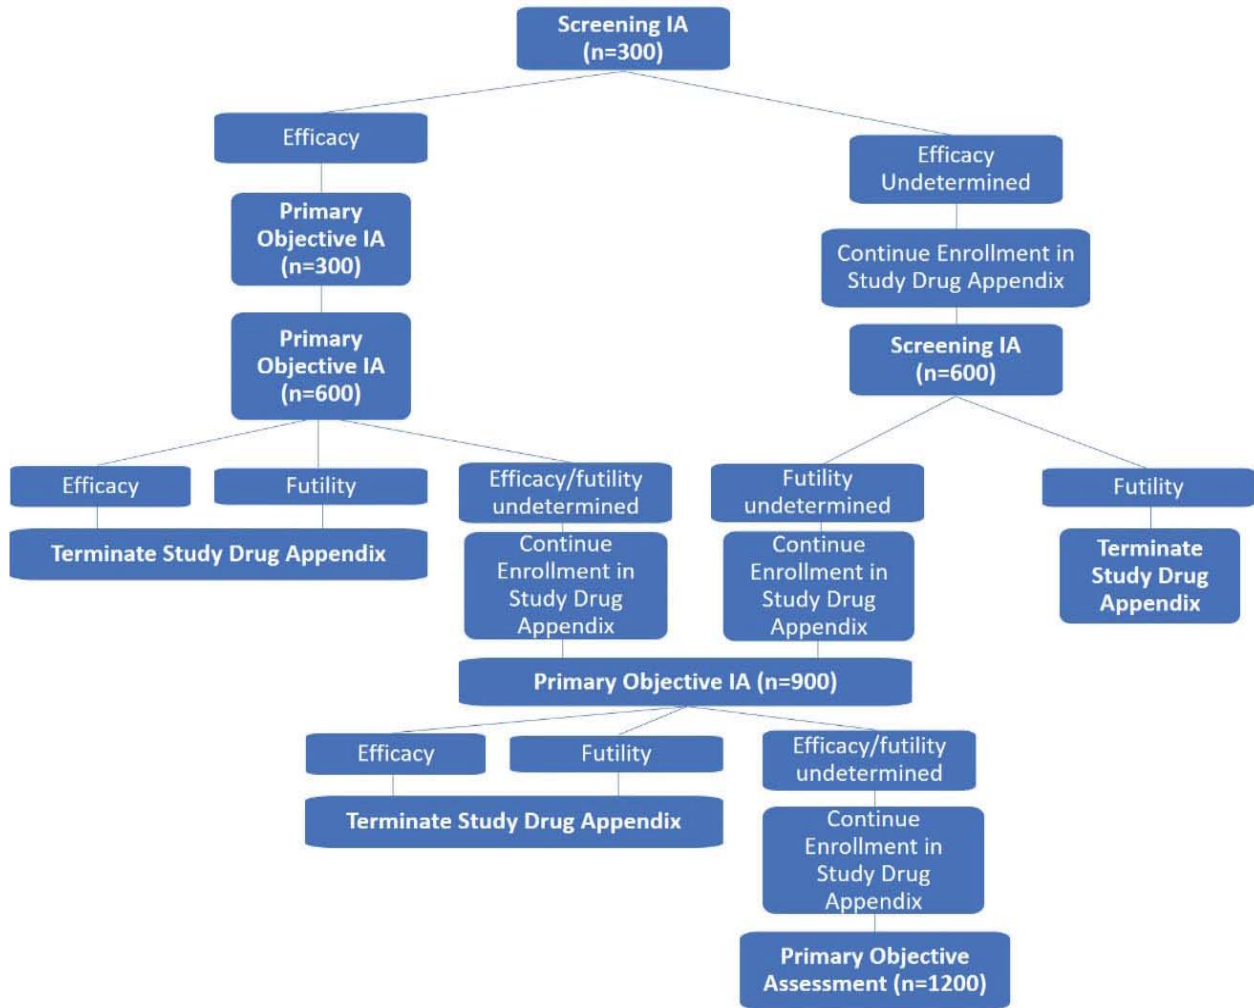 Screening IA
(n=300)
Efficacy
Efficacy
Undetermined
Primary
Objective IA
(n=300)
Continue Enrollment in
Study Drug Appendix
Primary
Objective IA
(n=600)
Screening IA
(n=600)
Efficacy
Futility
Efficacy/futility
undetermined
Futility
undetermined
Futility
Terminate Study Drug Appendix
Continue
Enrollment in
Study Drug
Appendix
Continue
Enrollment in
Study Drug
Appendix
Terminate
Study Drug
Appendix
Primary Objective IA (n=900)
Efficacy
Futility
Efficacy/futility
undetermined
Terminate Study Drug Appendix
Continue
Enrollment in
Study Drug
Appendix
Primary Objective
Assessment (n=1200)